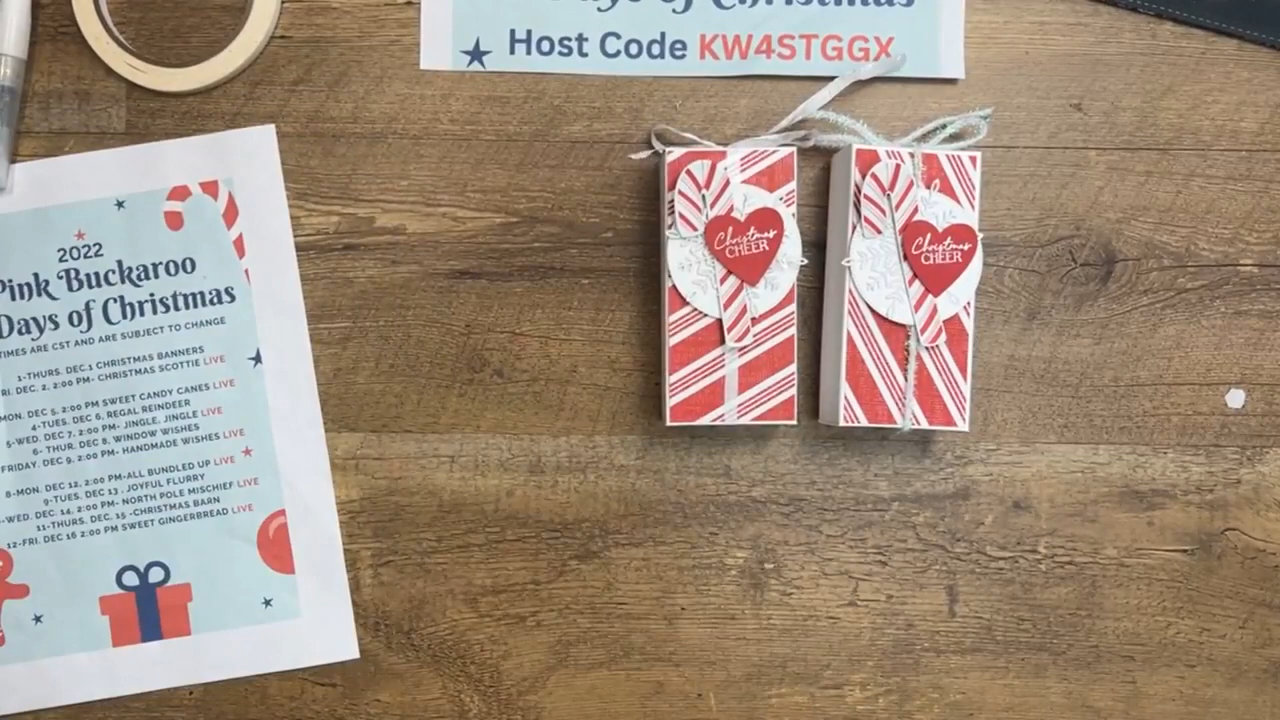 Days of Christmas
Host Code KW4STGGX
2022
Pink Buckaroo
Days of Christmas
TIMES ARE CST AND ARE SUBJECT TO CHANGE
1-THURS. DEC.1 CHRISTMAS BANNERS
FRI. DEC. 2, 2:00 PM- CHRISTMAS SCOTTIE LIVE
MON. DEC 5, 2:00 PM SWEET CANDY CANES LIVE
4-TUES. DEC 6, REGAL REINDEER
5-WED. DEC 7, 2:00 PM- JINGLE, JINGLE LIVE
6- THUR. DEC 8, WINDOW WISHES
FRIDAY. DEC 9, 2:00 PM- HANDMADE WISHES LIVE
8-MON. DEC 12, 2:00 PM-ALL BUNDLED UP LIVE
9-TUES. DEC 13 , JOYFUL FLURRY
-WED. DEC. 14, 2:00 PM- NORTH POLE MISCHIEF LIVE
11-THURS. DEC. 15 -CHRISTMAS BARN
12-FRI. DEC 16 2:00 PM SWEET GINGERBREAD LIVE
Christmas
CHEER
Christmas
CHEER